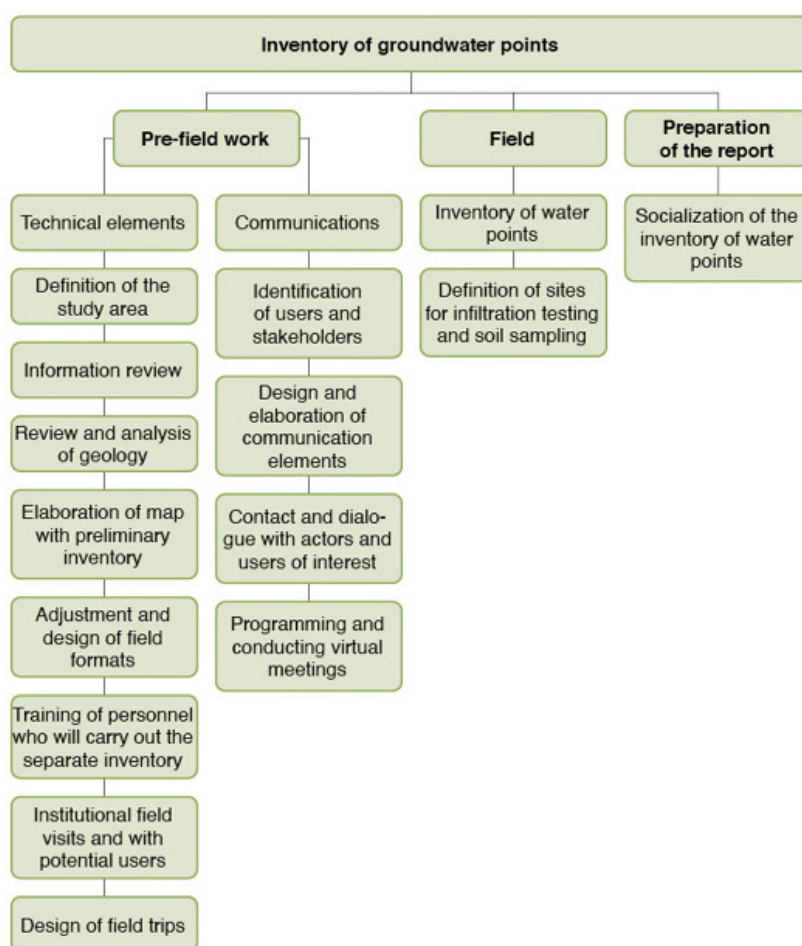 Inventory of groundwater points
Pre-field work
Field
Preparation
of the report
Technical elements
Communications
Inventory of water
points
Socialization of the
inventory of water
points
Definition of the
study area
Identification
of users and
stakeholders
Definition of sites
for infiltration testing
and soil sampling
Information review
Design and
elaboration of
communication
elements
Review and analysis
of geology
Elaboration of map
with preliminary
inventory
Contact and dialo-
gue with actors and
users of interest
Adjustment and
design of field
formats
Programming and
conducting virtual
meetings
Training of personnel
who will carry out the
separate inventory
Institutional field
visits and with
potential users
Design of field trips